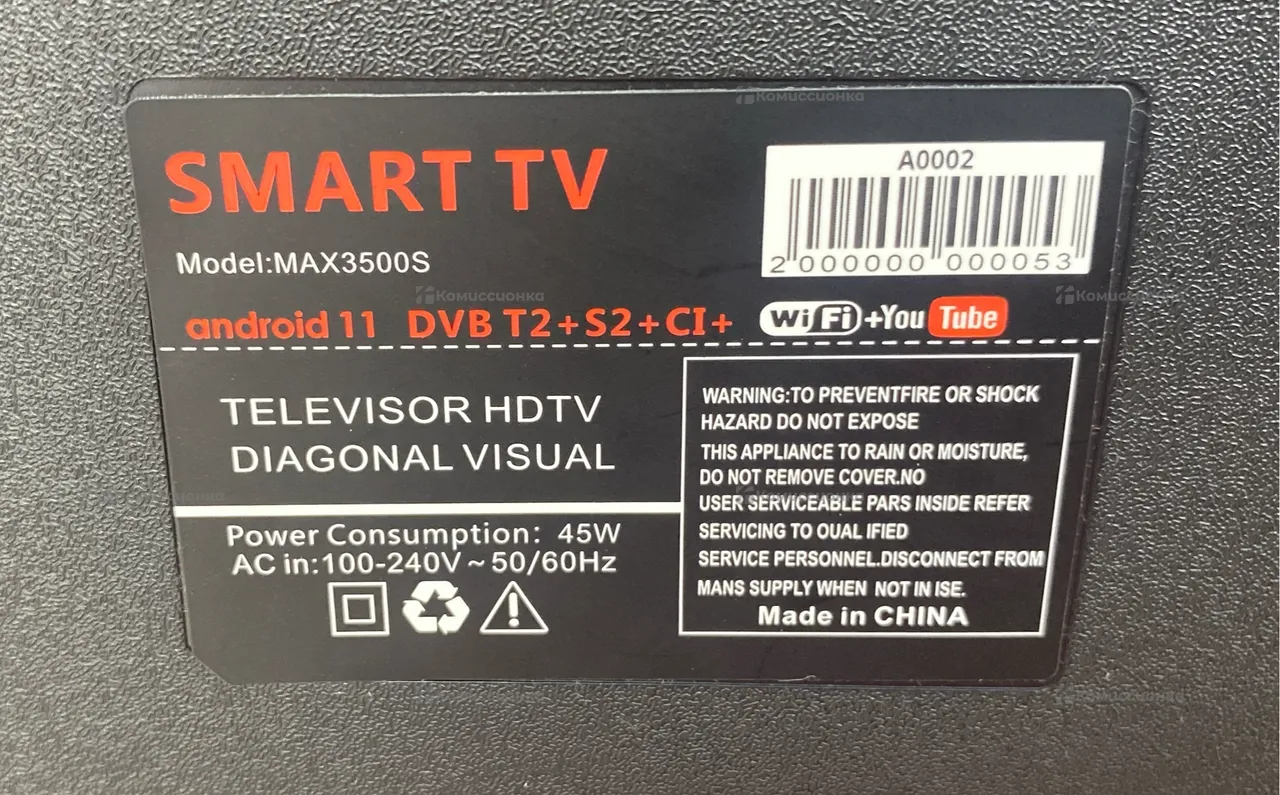 Комиссионка
SMART TV
A0002
2 000000 000053
Model:MAX3500S
Комиссионка
Комиссионка
android 11 DVB T2+S2+CI+ WiFi+YouTube
TELEVISOR HDTV
DIAGONAL VISUAL
Power Consumption: 45W
AC in:100-240V~50/60Hz
WARNING:TO PREVENTFIRE OR SHOCK
HAZARD DO NOT EXPOSE
THIS APPLIANCE TO RAIN OR MOISTURE,
DO NOT REMOVE COVER.NO
USER SERVICEABLE PARS INSIDE REFER
SERVICING TO OUAL IFIED
SERVICE PERSONNEL.DISCONNECT FROM
MANS SUPPLY WHEN NOT IN ISE.
Made in CHINA